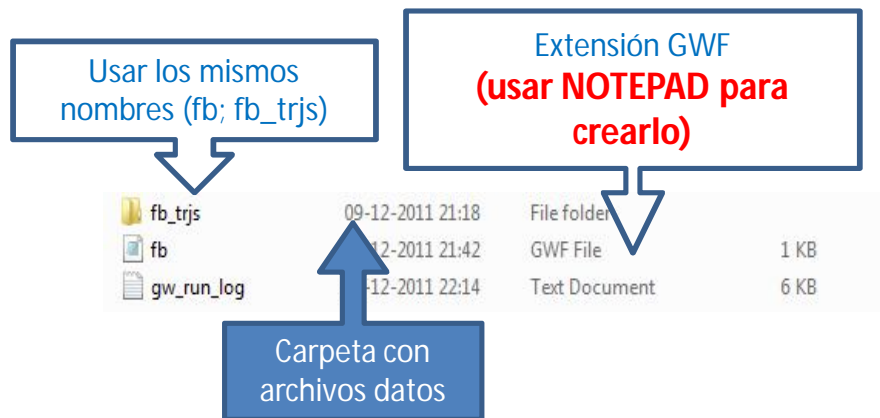 Usar los mismos
nombres (fb; fb_trjs)
Extensión GWF
(usar NOTEPAD para
crearlo)
fb_trjs 09-12-2011 21:18 File folder
fb 12-2011 21:42 GWF File 1 KB
gw_run_log -12-2011 22:14 Text Document 6 KB
Carpeta con
archivos datos